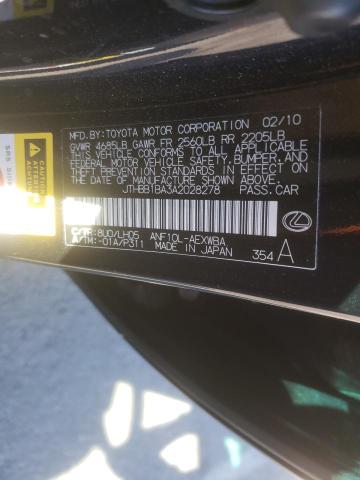 MFD. BY: TOYOTA MOTOR CORPORATION 02/10
GVWR 4685LB GAWR FR 2560LB RR 2205LB
THIS VEHICLE CONFORMS TO ALL APPLICABLE
FEDERAL MOTOR VEHICLE SAFETY, BUMPER, AND
THEFT PREVENTION STANDARDS IN EFFECT ON
THE DATE OF MANUFACTURE SHOWN ABOVE.
JTHBB1BA3A2028278 PASS. CAR
C/TR: 8U0/LH05 ANF10L-AEXWBA
A/TM: -01A/P311 MADE IN JAPAN
354 A
SRS